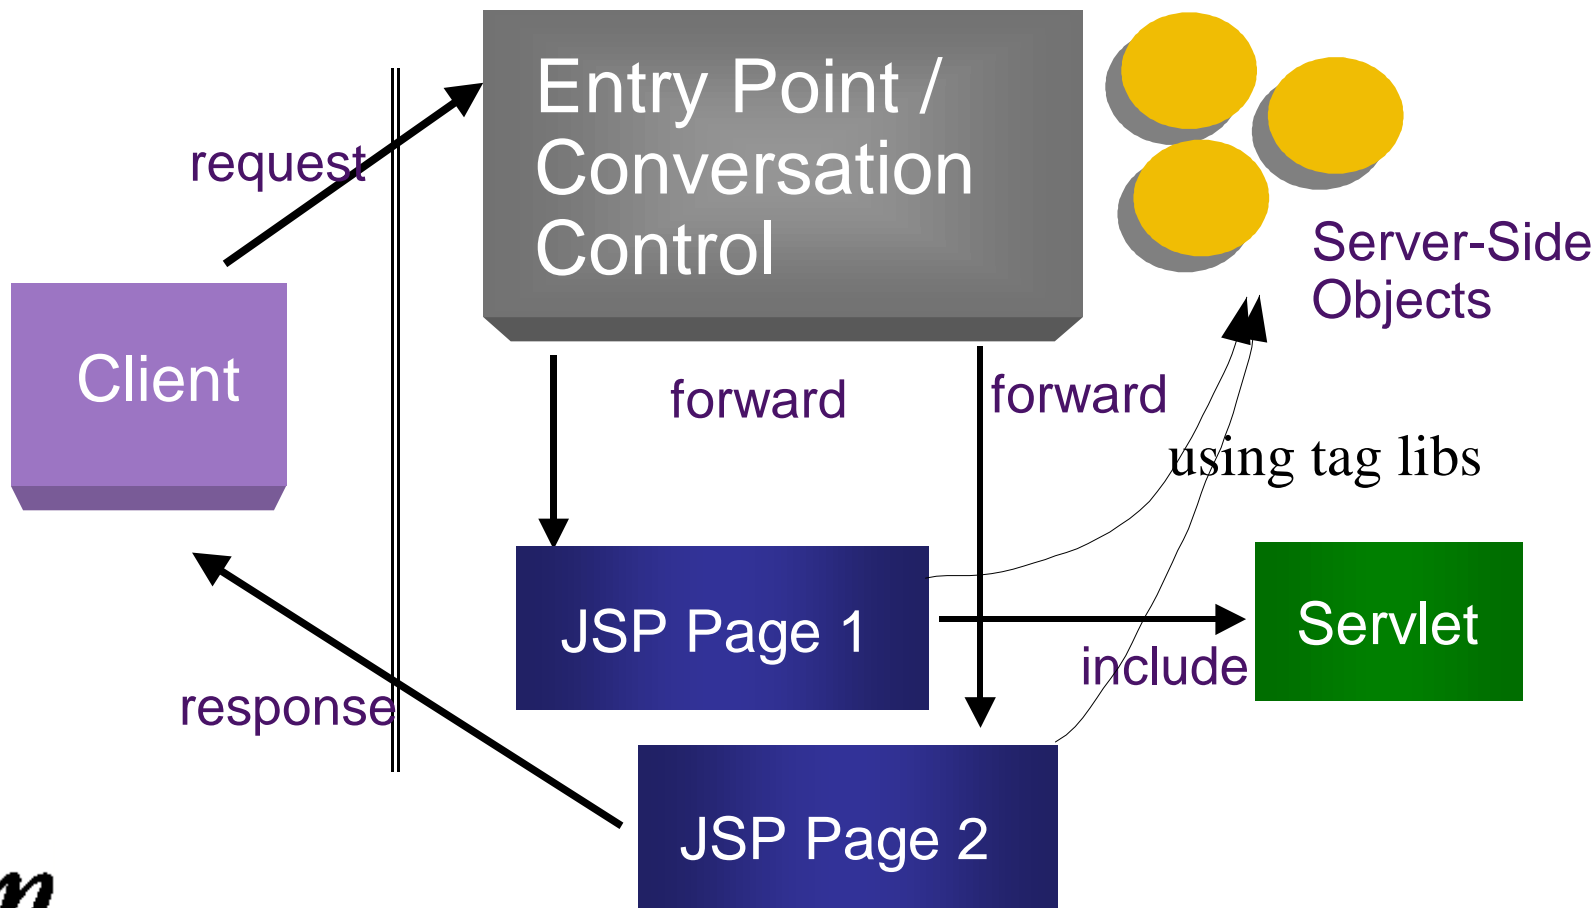 Entry Point /
Conversation
Control
request
Server-Side
Objects
Client
forward
forward
using tag libs
JSP Page 1
Servlet
include
response
JSP Page 2